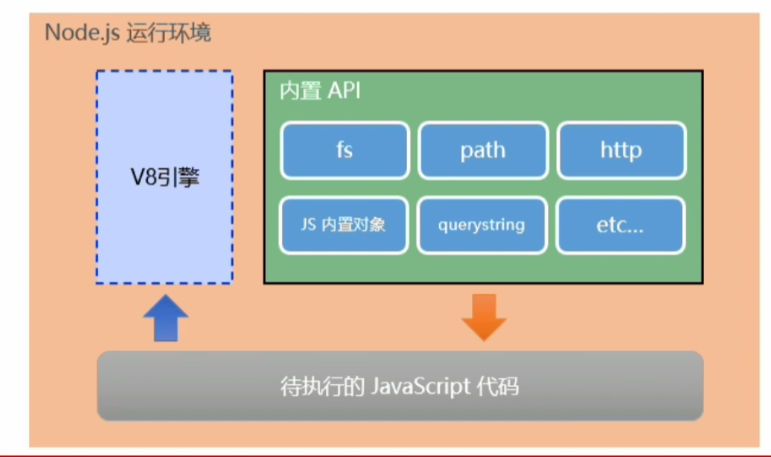 Node.js 运行环境
内置 API
V8引擎
fs
path
http
JS 内置对象
querystring
etc...
待执行的 JavaScript 代码